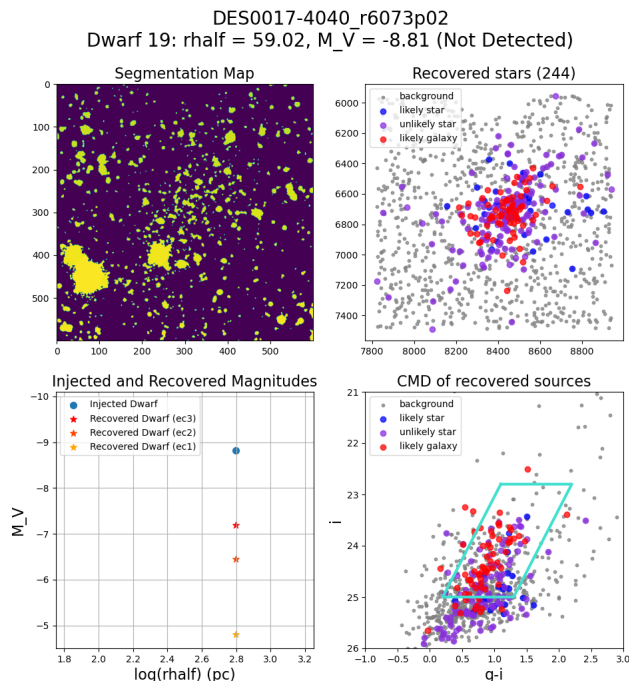 DES0017-4040_r6073p02
Dwarf 19: rhalf = 59.02, M_V = -8.81 (Not Detected)
Segmentation Map
0
100
200
300
400
500
0 100 200 300 400 500
Recovered stars (244)
background
likely star
unlikely star
likely galaxy
6000
6200
6400
6600
6800
7000
7200
7400
7800 8000 8200 8400 8600 8800
Injected and Recovered Magnitudes
Injected Dwarf
Recovered Dwarf (ec3)
Recovered Dwarf (ec2)
Recovered Dwarf (ec1)
M_V
−10
−9
−8
−7
−6
−5
1.8 2.0 2.2 2.4 2.6 2.8 3.0 3.2
log(rhalf) (pc)
CMD of recovered sources
background
likely star
unlikely star
likely galaxy
i
21
22
23
24
25
26
−1.0 −0.5 0.0 0.5 1.0 1.5 2.0 2.5 3.0
g-i